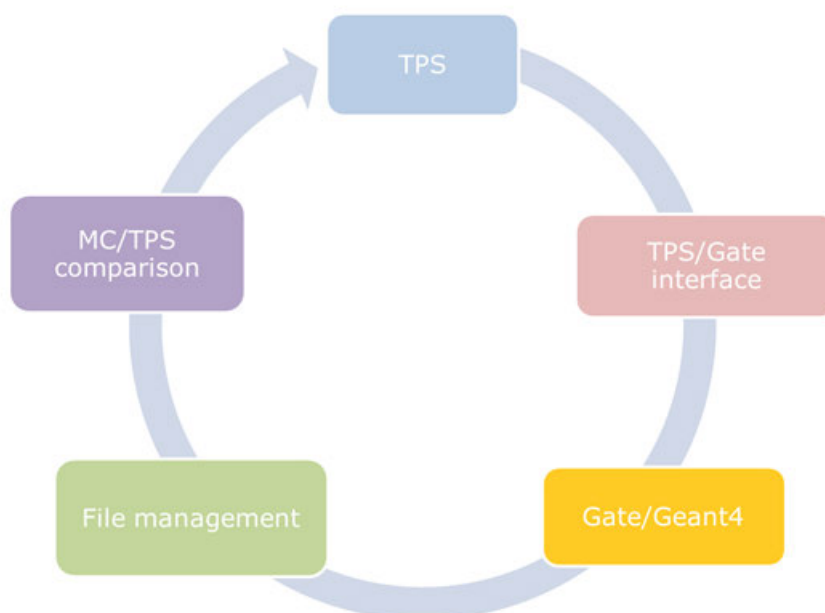 TPS
TPS/Gate
interface
Gate/Geant4
File management
MC/TPS
comparison